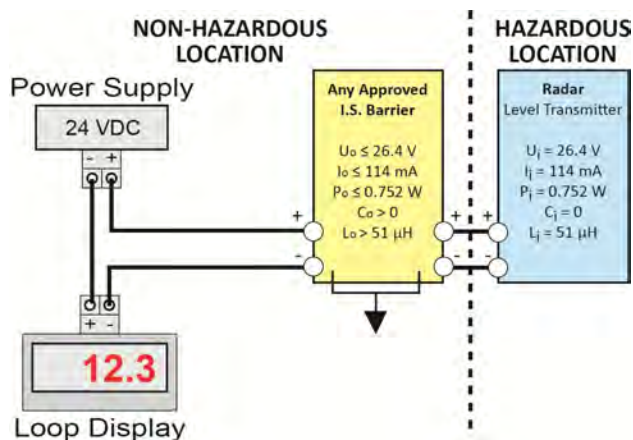 NON-HAZARDOUS
LOCATION
HAZARDOUS
LOCATION
Power Supply
24 VDC
- +
Any Approved
I.S. Barrier
Uₒ ≤ 26.4 V
Iₒ ≤ 114 mA
Pₒ ≤ 0.752 W
Cₒ > 0
Lₒ > 51 µH
Radar
Level Transmitter
Uᵢ = 26.4 V
Iᵢ = 114 mA
Pᵢ = 0.752 W
Cᵢ = 0
Lᵢ = 51 µH
+ + +
- - -
+ -
12.3
Loop Display